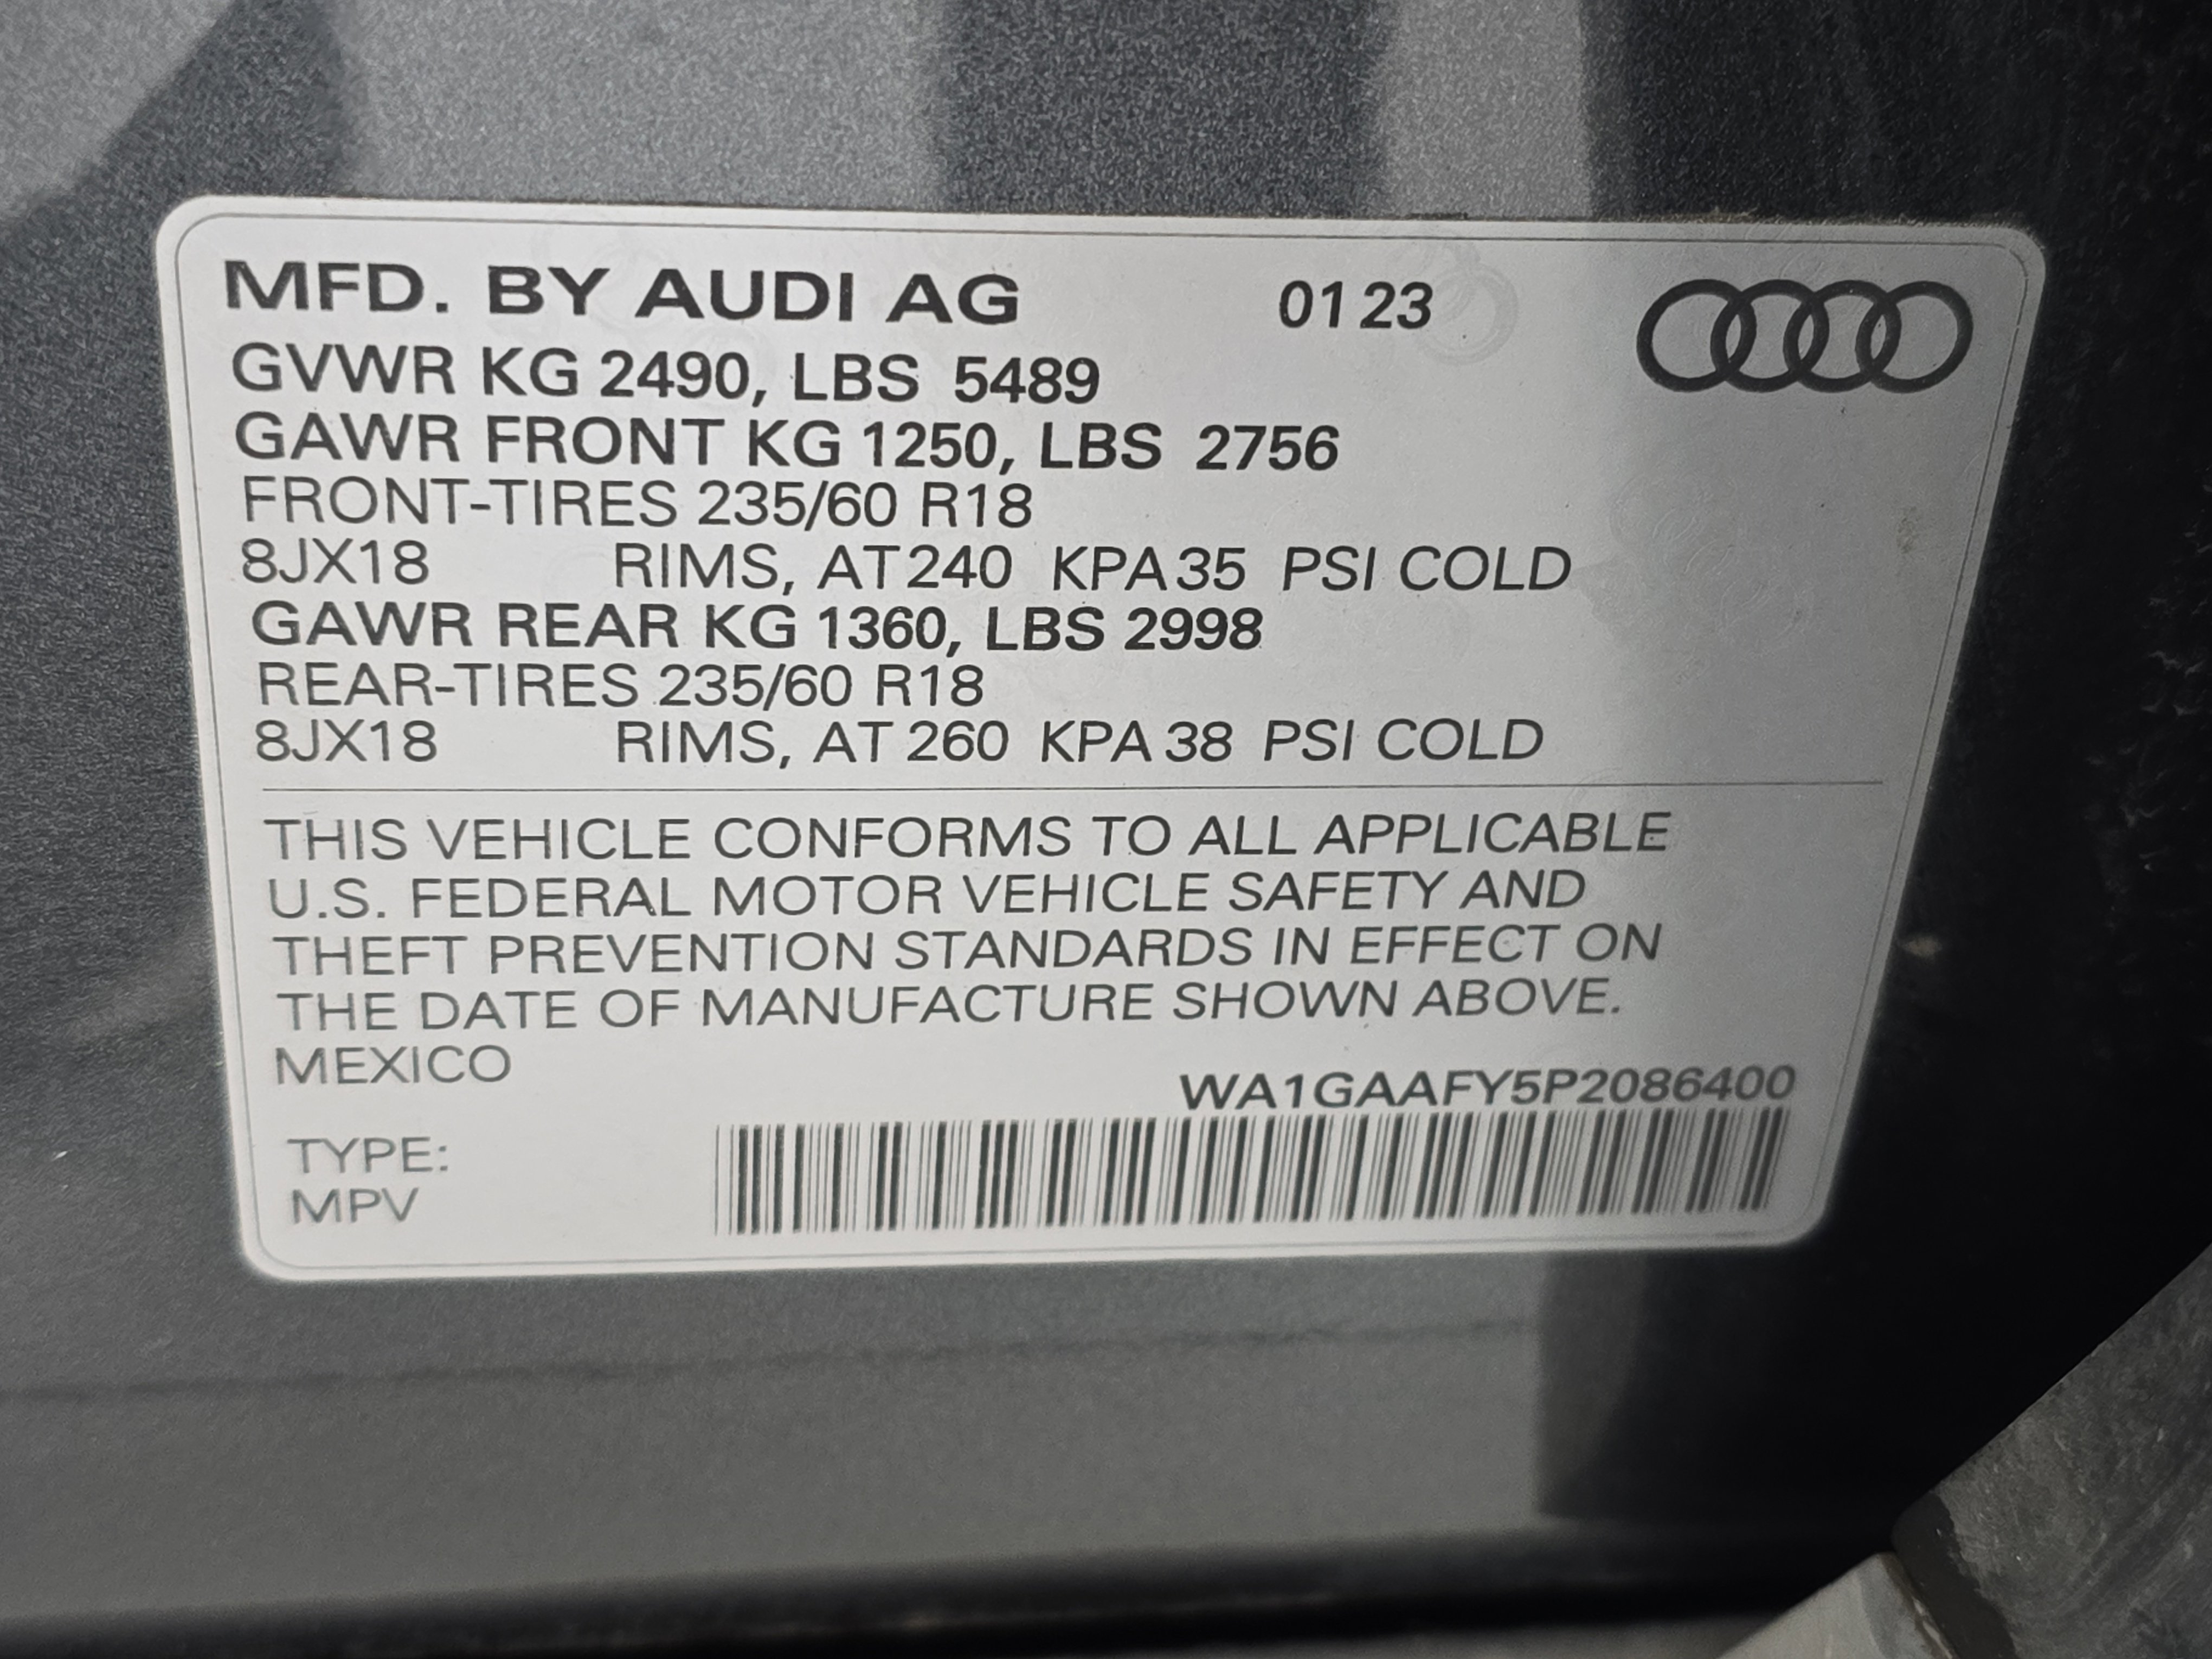 MFD. BY AUDI AG 01 23
GVWR KG 2490, LBS 5489
GAWR FRONT KG 1250, LBS 2756
FRONT-TIRES 235/60 R18
8JX18 RIMS, AT 240 KPA 35 PSI COLD
GAWR REAR KG 1360, LBS 2998
REAR-TIRES 235/60 R18
8JX18 RIMS, AT 260 KPA 38 PSI COLD
THIS VEHICLE CONFORMS TO ALL APPLICABLE
U.S. FEDERAL MOTOR VEHICLE SAFETY AND
THEFT PREVENTION STANDARDS IN EFFECT ON
THE DATE OF MANUFACTURE SHOWN ABOVE.
MEXICO
WA1GAAFY5P2086400
TYPE:
MPV